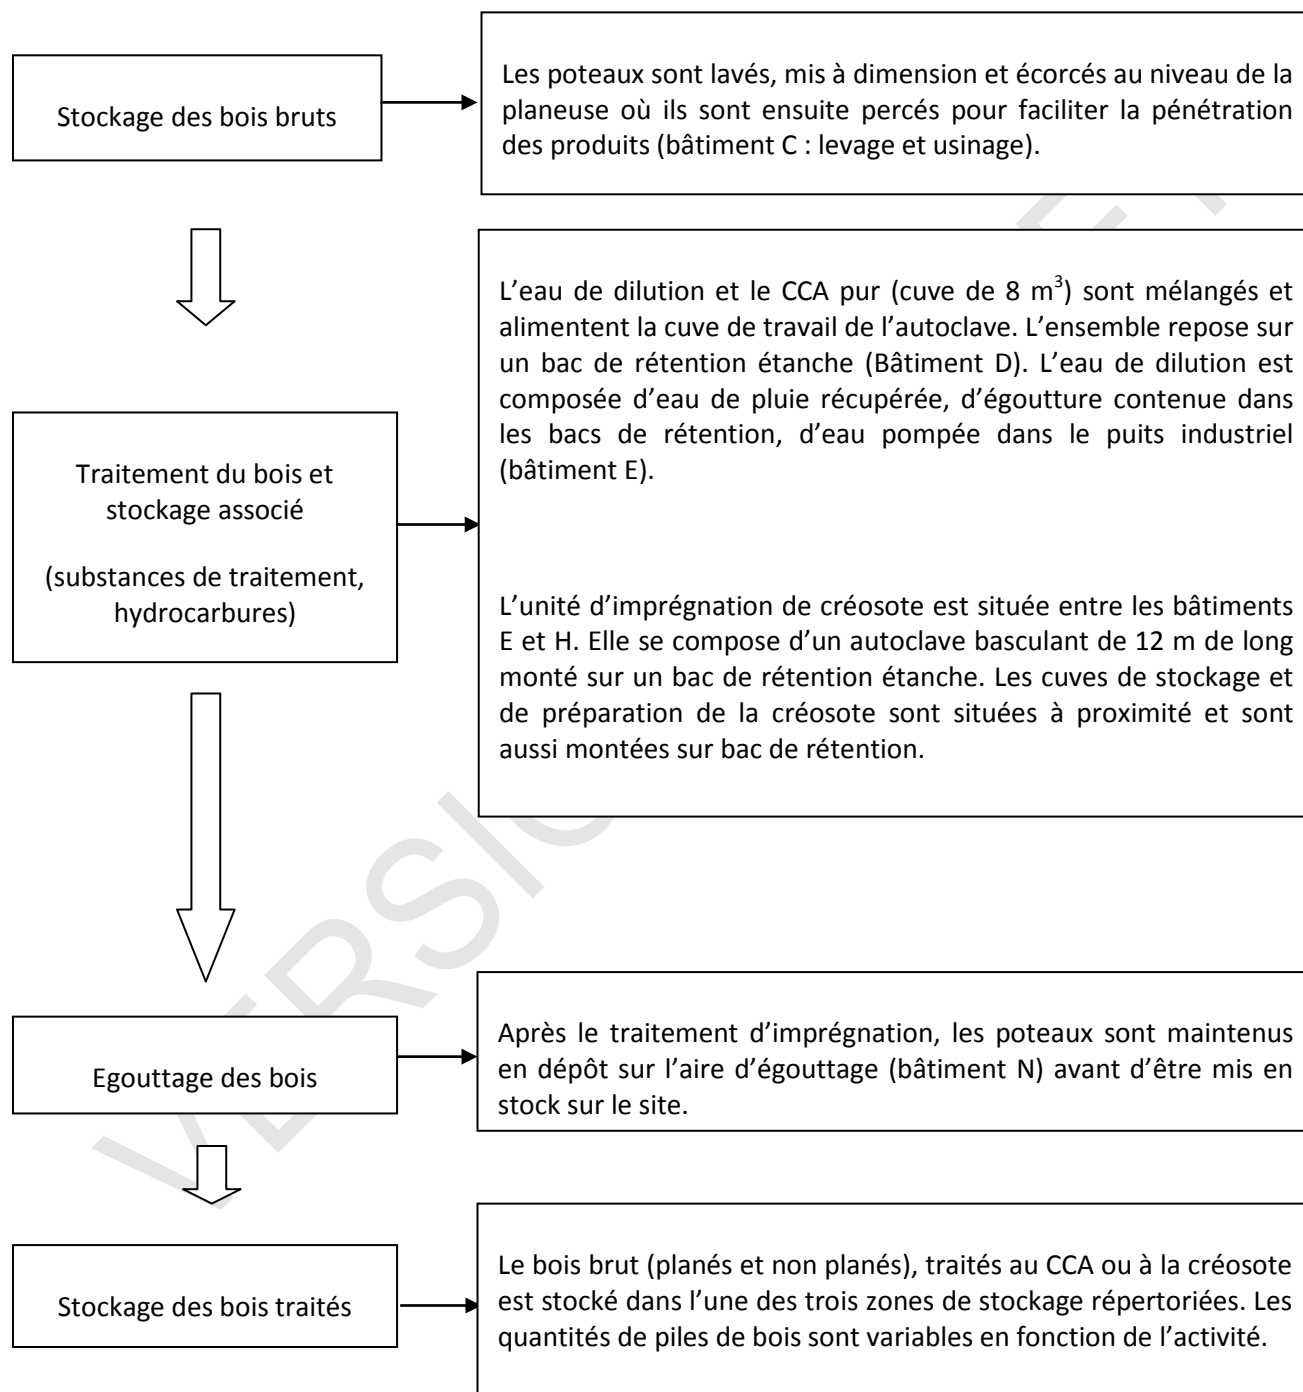 Stockage des bois bruts
Les poteaux sont lavés, mis à dimension et écorcés au niveau de la
planeuse où ils sont ensuite percés pour faciliter la pénétration
des produits (bâtiment C : levage et usinage).
Traitement du bois et
stockage associé
(substances de traitement,
hydrocarbures)
L’eau de dilution et le CCA pur (cuve de 8 m³) sont mélangés et
alimentent la cuve de travail de l’autoclave. L’ensemble repose sur
un bac de rétention étanche (Bâtiment D). L’eau de dilution est
composée d’eau de pluie récupérée, d’égoutture contenue dans
les bacs de rétention, d’eau pompée dans le puits industriel
(bâtiment E).
L’unité d’imprégnation de créosote est située entre les bâtiments
E et H. Elle se compose d’un autoclave basculant de 12 m de long
monté sur un bac de rétention étanche. Les cuves de stockage et
de préparation de la créosote sont situées à proximité et sont
aussi montées sur bac de rétention.
Egouttage des bois
Après le traitement d’imprégnation, les poteaux sont maintenus
en dépôt sur l’aire d’égouttage (bâtiment N) avant d’être mis en
stock sur le site.
Stockage des bois traités
Le bois brut (planés et non planés), traités au CCA ou à la créosote
est stocké dans l’une des trois zones de stockage répertoriées. Les
quantités de piles de bois sont variables en fonction de l’activité.